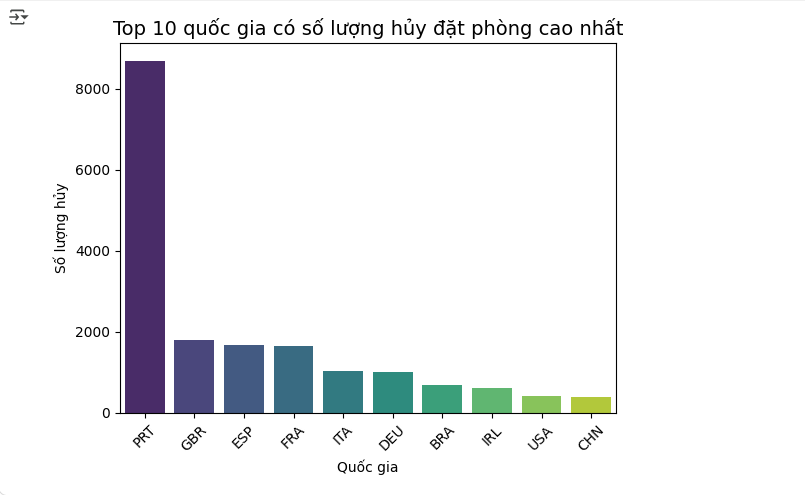 Top 10 quốc gia có số lượng hủy đặt phòng cao nhất
8000
6000
4000
2000
0
Số lượng hủy
PRT
GBR
ESP
FRA
ITA
DEU
BRA
IRL
USA
CHN
Quốc gia